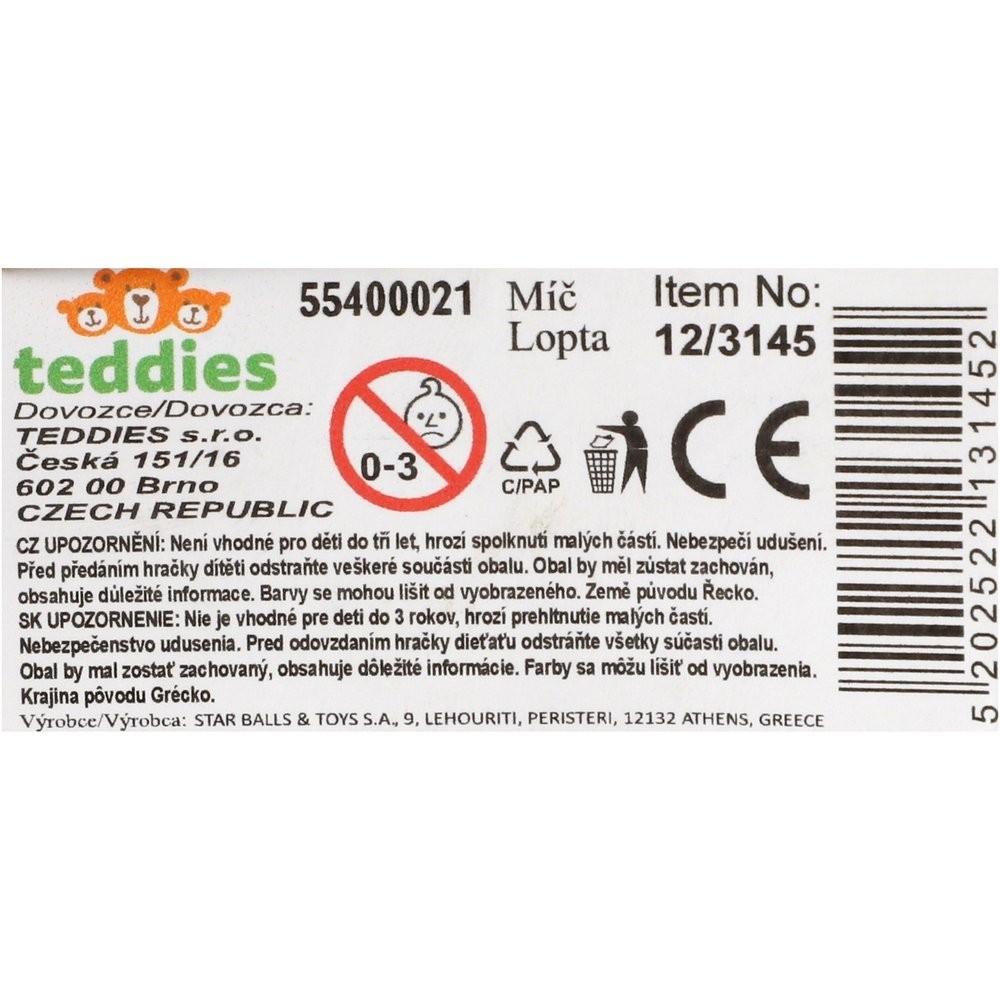 teddies
55400021
Míč
Lopta
Item No:
12/3145
Dovozce/Dovozca:
TEDDIES s.r.o.
Česká 151/16
602 00 Brno
CZECH REPUBLIC
0-3
C/PAP
CE
CZ UPOZORNĚNÍ: Není vhodné pro děti do tří let, hrozí spolknutí malých částí. Nebezpečí udušení.
Před předáním hračky dítěti odstraňte veškeré součásti obalu. Obal by měl zůstat zachován,
obsahuje důležité informace. Barvy se mohou lišit od vyobrazeného. Země původu Řecko.
SK UPOZORNENIE: Nie je vhodné pre deti do 3 rokov, hrozí prehltnutie malých častí.
Nebezpečenstvo udusenia. Pred odovzdaním hračky dieťaťu odstráňte všetky súčasti obalu.
Obal by mal zostať zachovaný, obsahuje dôležité informácie. Farby sa môžu líšiť od vyobrazenia.
Krajina pôvodu Grécko.
Výrobce/Výrobca: STAR BALLS & TOYS S.A., 9, LEHOURITI, PERISTERI, 12132 ATHENS, GREECE
5 202522 131452